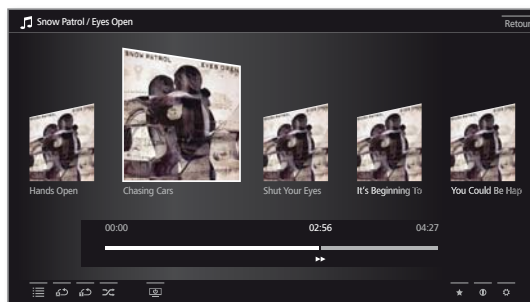 Snow Patrol / Eyes Open
Retour
SNOW PATROL EYES OPEN
Hands Open
Chasing Cars
Shut Your Eyes
It's Beginning To
You Could Be Hap
00:00 02:56 04:27